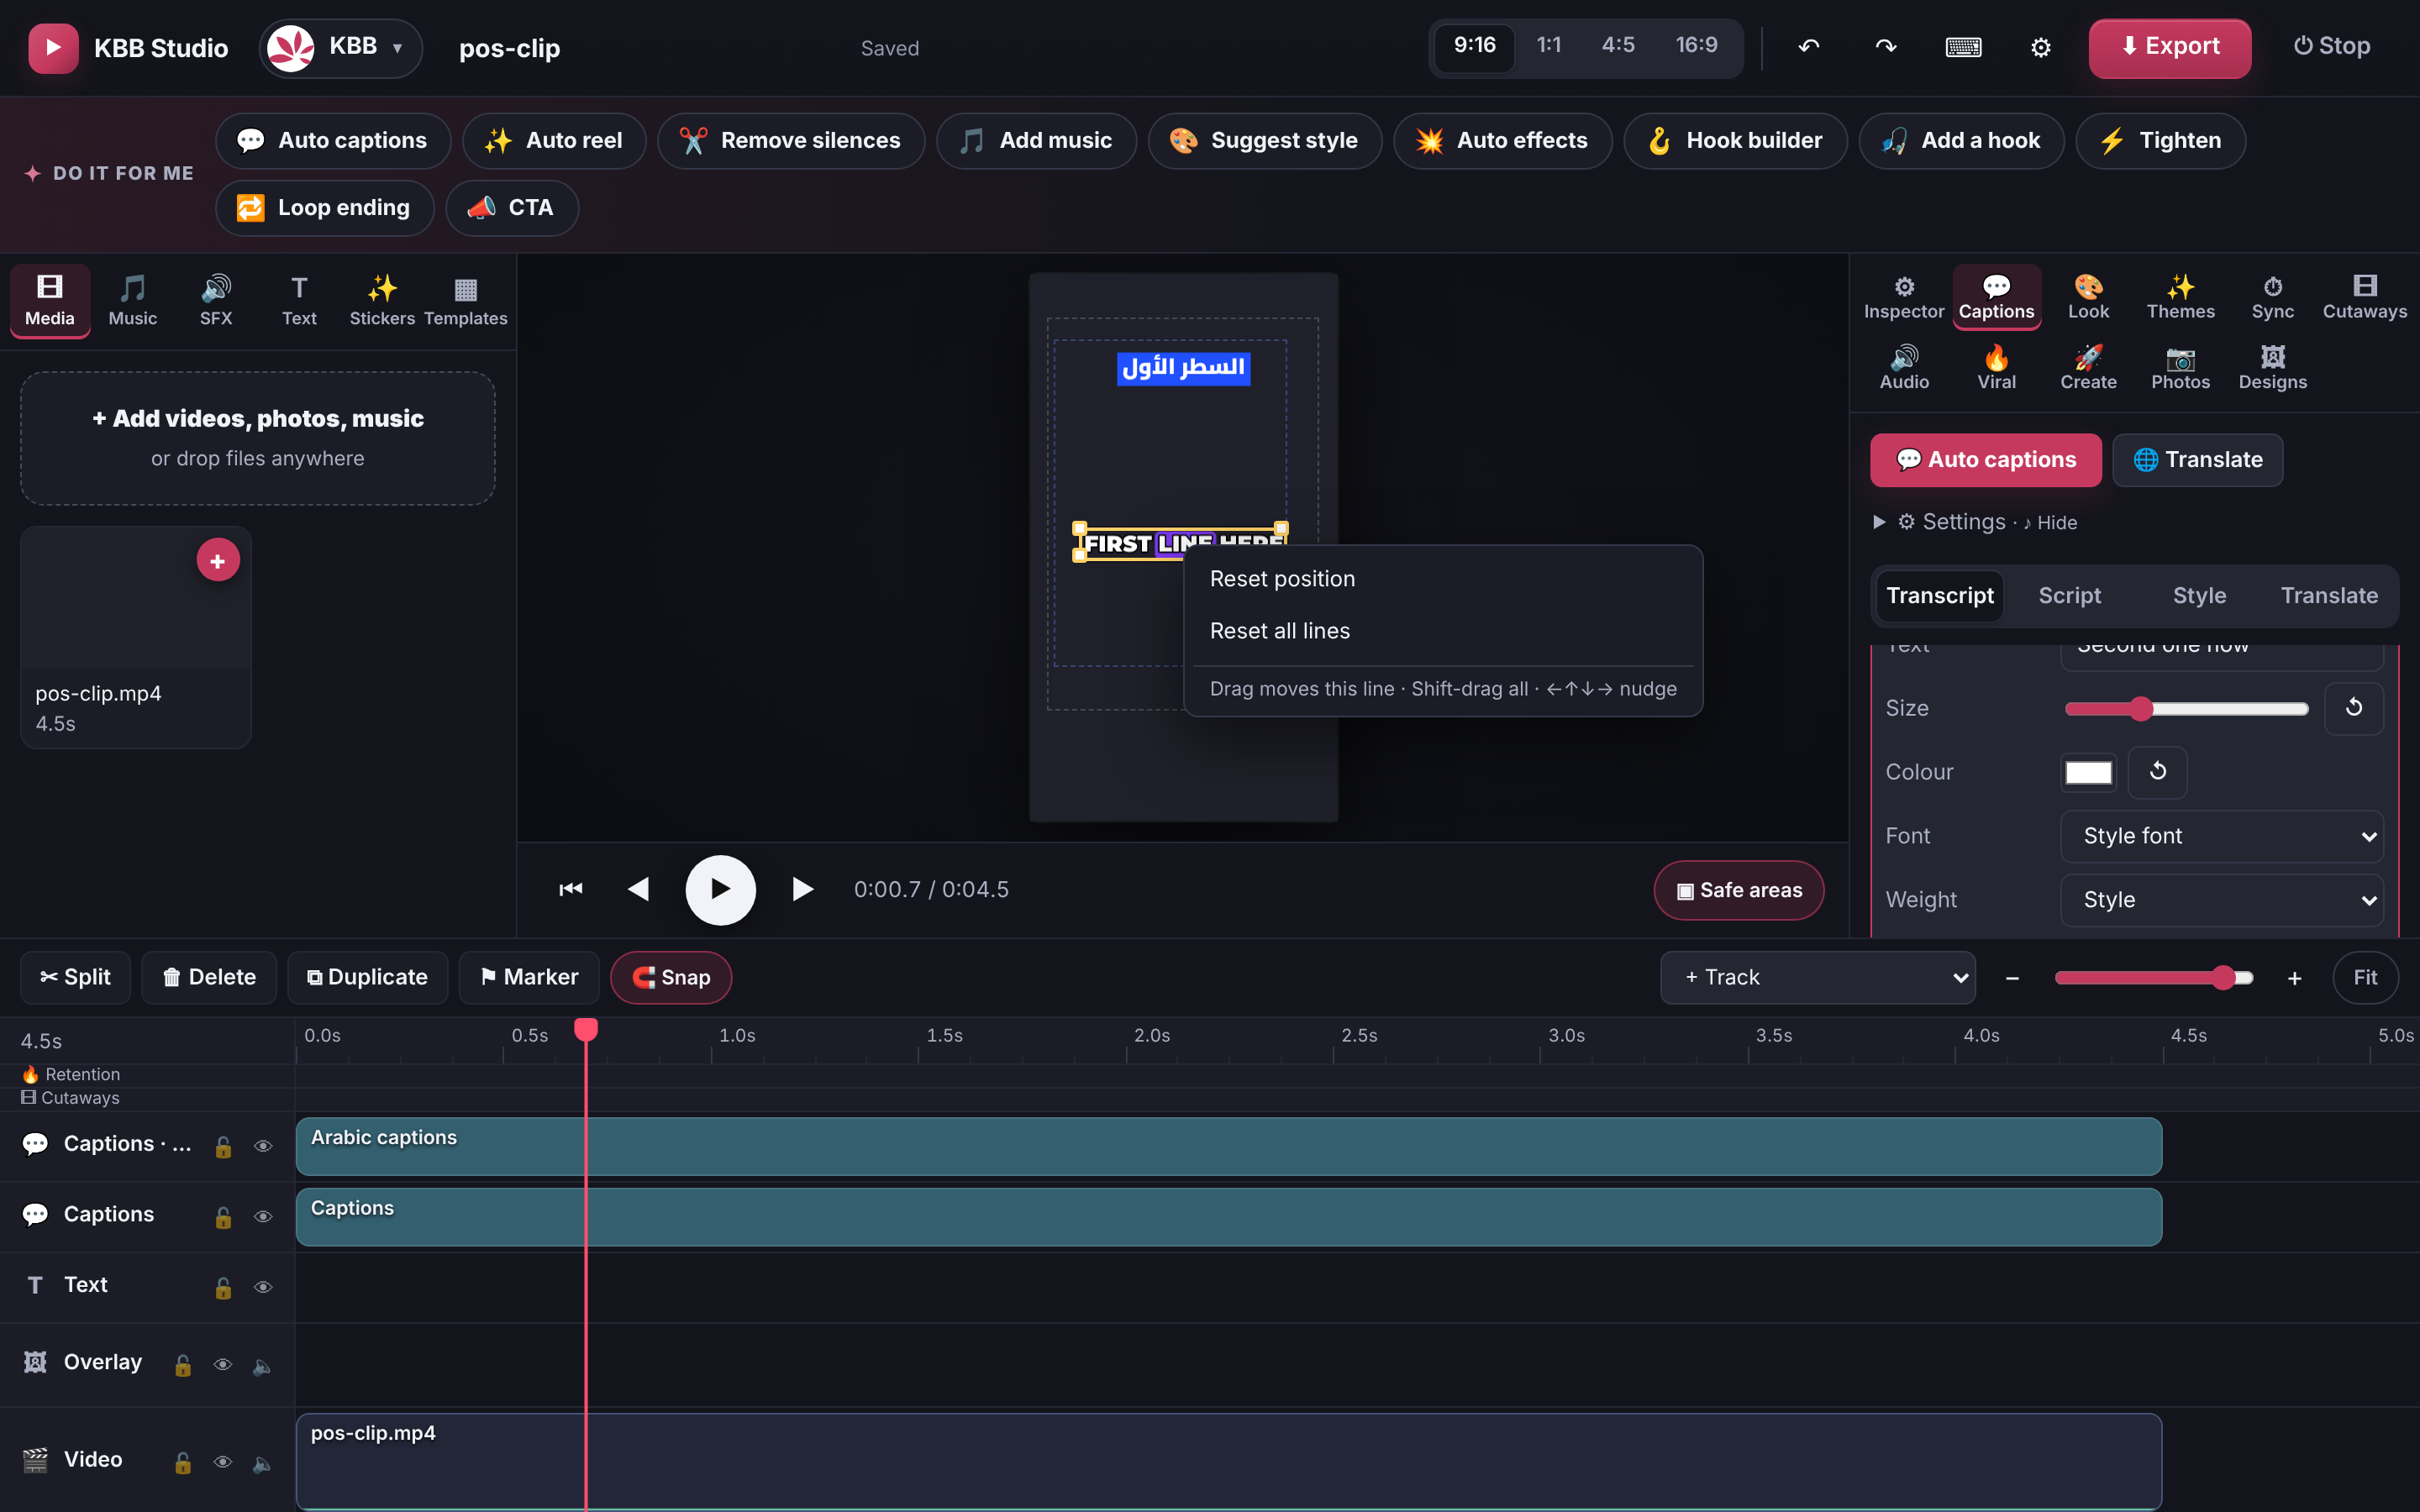 KBB Studio
KBB
pos-clip
Saved
9:16 1:1 4:5 16:9
Export
Stop
DO IT FOR ME
Auto captions
Auto reel
Remove silences
Add music
Suggest style
Auto effects
Hook builder
Add a hook
Tighten
Loop ending
CTA
Media
Music
SFX
Text
Stickers
Templates
+ Add videos, photos, music
or drop files anywhere
pos-clip.mp4
4.5s
السطر الأول
FIRST LINE HERE
Reset position
Reset all lines
Drag moves this line · Shift-drag all · ←↑↓→ nudge
0:00.7 / 0:04.5
Safe areas
Inspector
Captions
Look
Themes
Sync
Cutaways
Audio
Viral
Create
Photos
Designs
Auto captions
Translate
Settings · ♪ Hide
Transcript
Script
Style
Translate
Text
Second one now
Size
Colour
Font
Style font
Weight
Style
Split
Delete
Duplicate
Marker
Snap
+ Track
Fit
4.5s
0.0s 0.5s 1.0s 1.5s 2.0s 2.5s 3.0s 3.5s 4.0s 4.5s 5.0s
Retention
Cutaways
Captions · ...
Arabic captions
Captions
Captions
T Text
Overlay
Video
pos-clip.mp4